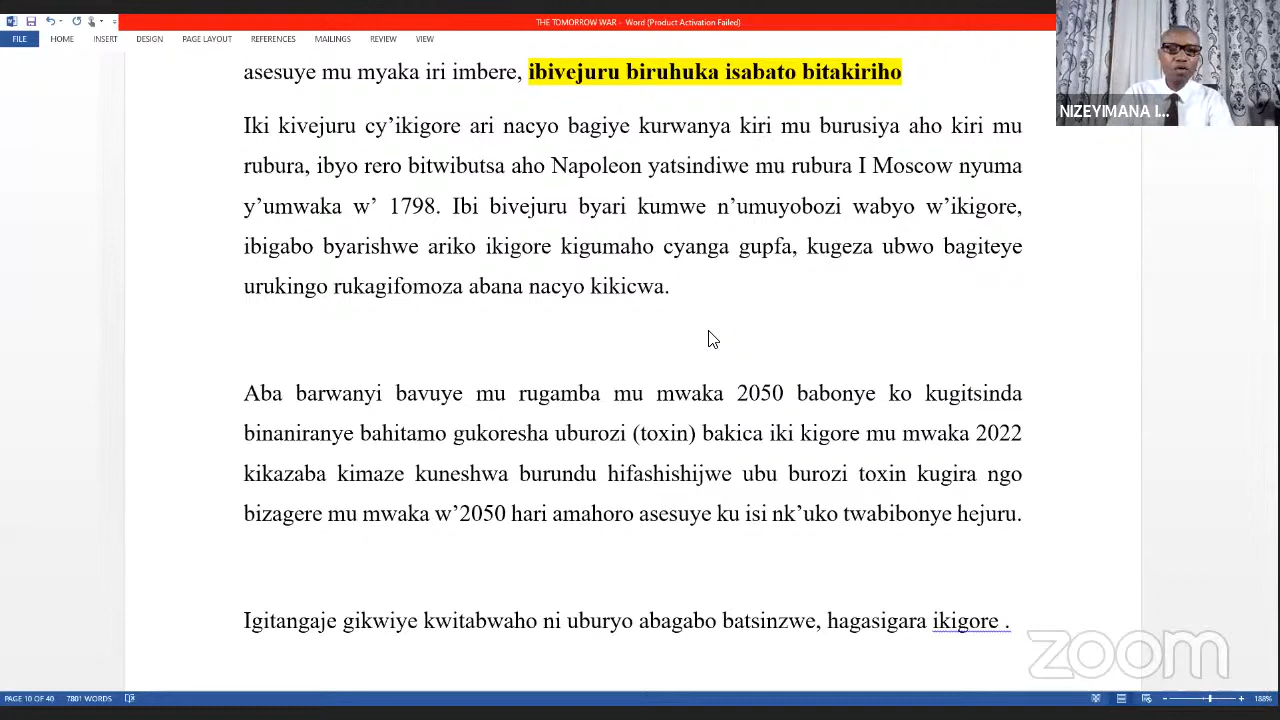 THE TOMORROW WAR - Word (Product Activation Failed)
FILE HOME INSERT DESIGN PAGE LAYOUT REFERENCES MAILINGS REVIEW VIEW
asesuye mu myaka iri imbere, ibivejuru biruhuka isabato bitakiriho
NIZEYIMANA I...
Iki kivejuru cy’ikigore ari nacyo bagiye kurwanya kiri mu burusiya aho kiri mu
rubura, ibyo rero bitwibutsa aho Napoleon yatsindiwe mu rubura I Moscow nyuma
y’umwaka w’ 1798. Ibi bivejuru byari kumwe n’umuyobozi wabyo w’ikigore,
ibigabo byarishwe ariko ikigore kigumaho cyanga gupfa, kugeza ubwo bagiteye
urukingo rukagifomoza abana nacyo kikicwa.
Aba barwanyi bavuye mu rugamba mu mwaka 2050 babonye ko kugitsinda
binaniranye bahitamo gukoresha uburozi (toxin) bakica iki kigore mu mwaka 2022
kikazaba kimaze kuneshwa burundu hifashishijwe ubu burozi toxin kugira ngo
bizagere mu mwaka w’2050 hari amahoro asesuye ku isi nk’uko twabibonye hejuru.
Igitangaje gikwiye kwitabwaho ni uburyo abagabo batsinzwe, hagasigara ikigore .
zoom
PAGE 10 OF 40 7801 WORDS 188%